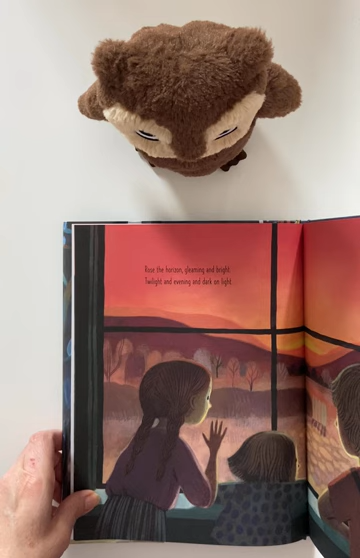 Rose the horizon, gleaming and bright.
Twilight and evening and dark on light.